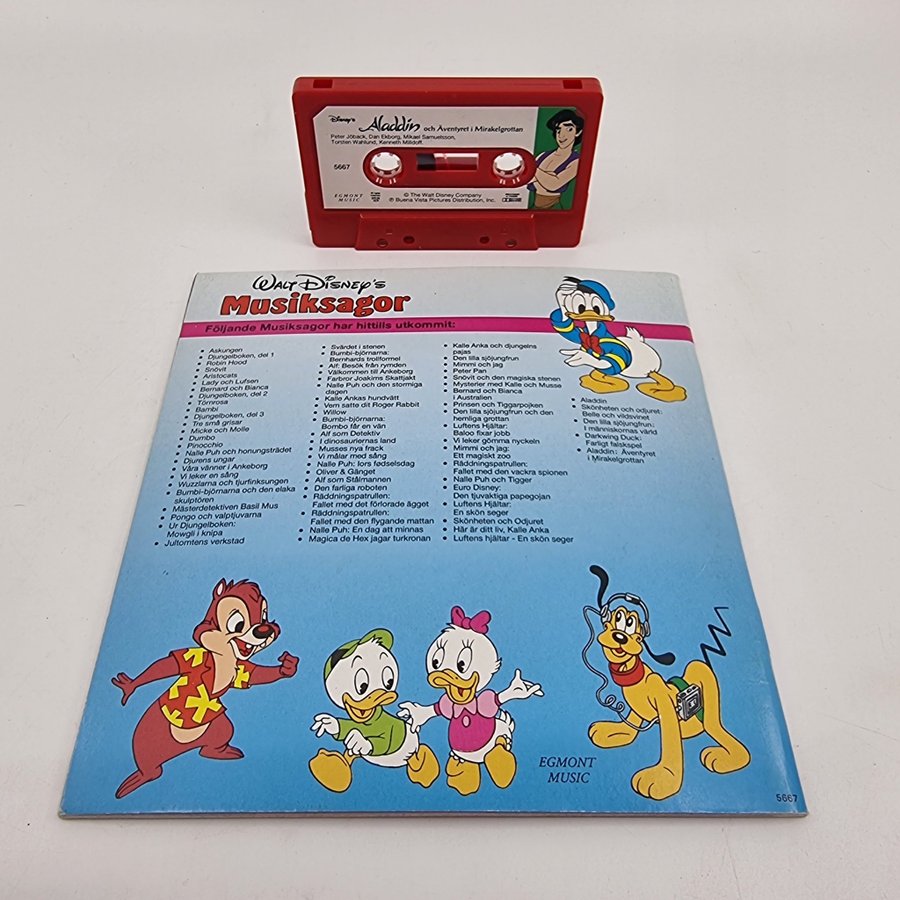 Disney's Aladdin och Äventyret i Mirakelgrottan
Peter Jöback, Dan Ekborg, Mikael Samuelsson,
Torsten Wahlund, Kenneth Milldoff.
5667
EGMONT
MUSIC
© The Walt Disney Company
℗ Buena Vista Pictures Distribution, Inc.
WALT DISNEY'S
Musiksagor
Följande Musiksagor har hittills utkommit:
• Askungen
• Djungelboken, del 1
• Robin Hood
• Snövit
• Aristocats
• Lady och Lufsen
• Bernard och Bianca
• Djungelboken, del 2
• Törnrosa
• Bambi
• Djungelboken, del 3
• Tre små grisar
• Micke och Molle
• Dumbo
• Pinocchio
• Nalle Puh och honungsträdet
• Djurens ungar
• Våra vänner i Ankeborg
• Vi leker en sång
• Wuzzlarna och tjurfinksungen
• Bumbi-björnarna och den elaka
skulptören
• Mästerdetektiven Basil Mus
• Pongo och valptjuvarna
• Ur Djungelboken:
Mowgli i knipa
• Jultomtens verkstad
• Svärdet i stenen
• Bumbi-björnarna:
Bernhards trollformel
• Alf: Besök från rymden
• Välkommen till Ankeborg
• Farbror Joakims Skattjakt
• Nalle Puh och den stormiga
dagen
• Kalle Ankas hundvätt
• Vem satte dit Roger Rabbit
• Willow
• Bumbi-björnarna:
Bombo får en vän
• Alf som Detektiv
• I dinosauriernas land
• Musses nya frack
• Vi målar med sång
• Nalle Puh: Iors fødselsdag
• Oliver & Gänget
• Alf som Stålmannen
• Den farliga roboten
• Räddningspatrullen:
Fallet med det förlorade ägget
• Räddningspatrullen:
Fallet med den flygande mattan
• Nalle Puh: En dag att minnas
• Magica de Hex jagar turkronan
• Kalle Anka och djungelns
pajas
• Den lilla sjöjungfrun
• Mimmi och jag
• Peter Pan
• Snövit och den magiska stenen
• Mysterier med Kalle och Musse
• Bernard och Bianca
i Australien
• Prinsen och Tiggarpojken
• Den lilla sjöjungfrun och den
hemliga grottan
• Luftens Hjältar:
Baloo fixar jobb
• Vi leker gömma nyckeln
• Mimmi och jag:
Ett magiskt zoo
• Räddningspatrullen:
Fallet med den vackra spionen
• Nalle Puh och Tigger
• Euro Disney:
Den tjuvaktiga papegojan
• Luftens Hjältar:
En skön seger
• Skönheten och Odjuret
• Här är ditt liv, Kalle Anka
• Luftens hjältar - En skön seger
• Aladdin
• Skönheten och odjuret:
Belle och vildsvinet
• Den lilla sjöjungfrun:
I människornas värld
• Darkwing Duck:
Farligt falskspel
• Aladdin: Äventyret
i Mirakelgrottan
EGMONT
MUSIC
5667